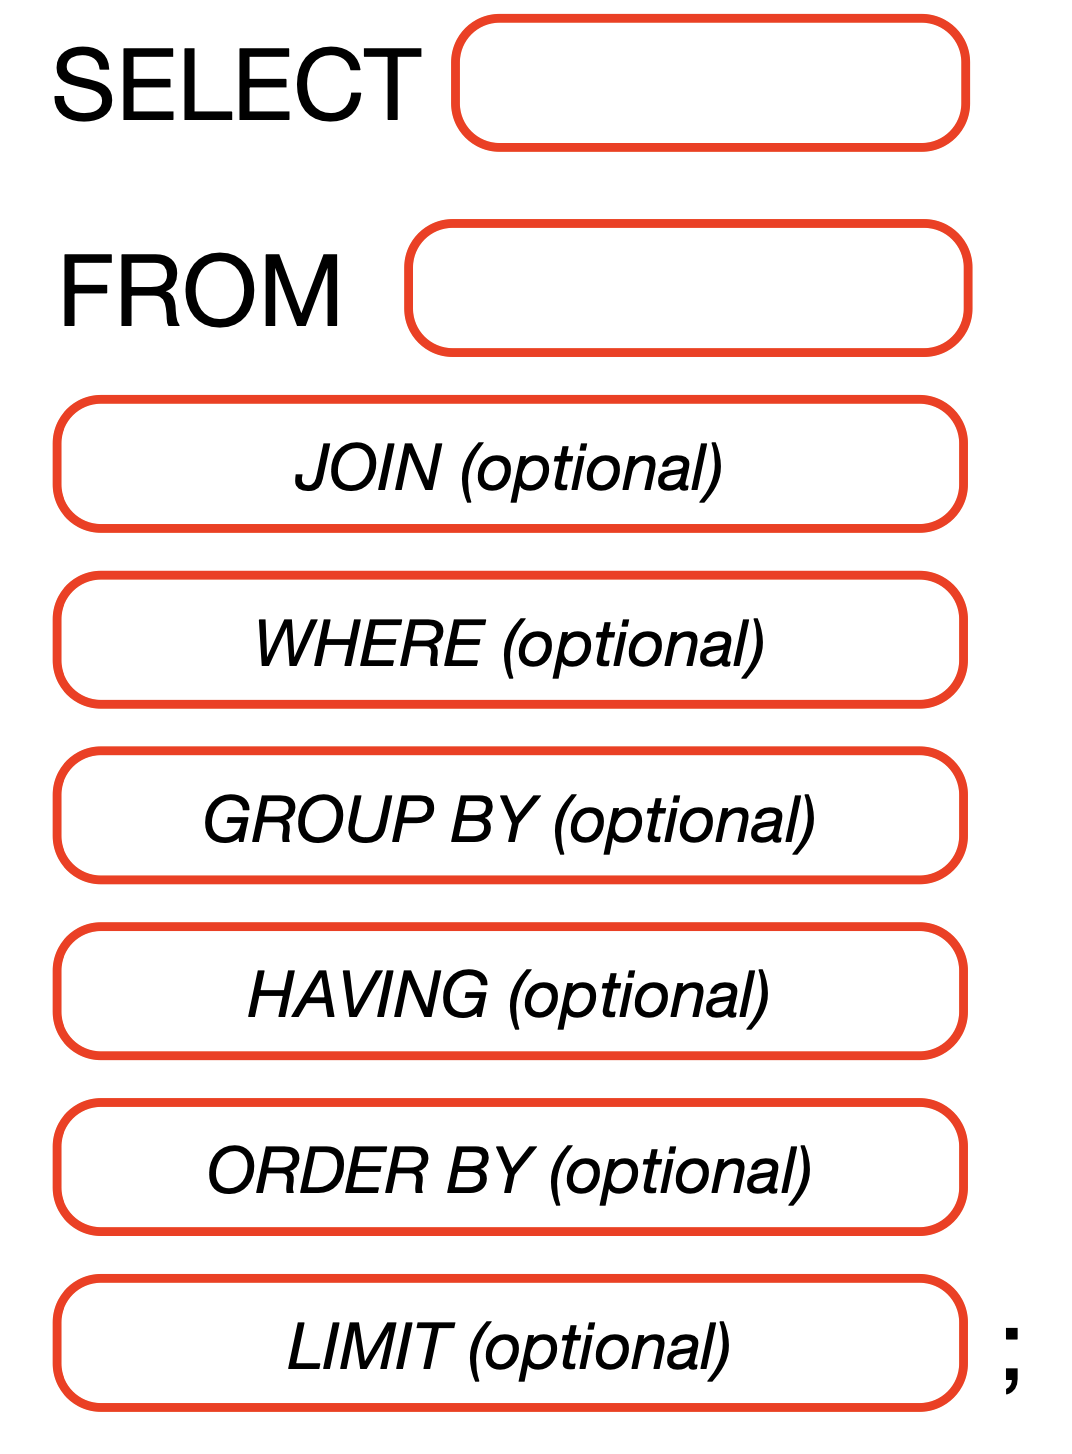 SELECT
FROM
JOIN (optional)
WHERE (optional)
GROUP BY (optional)
HAVING (optional)
ORDER BY (optional)
LIMIT (optional) ;